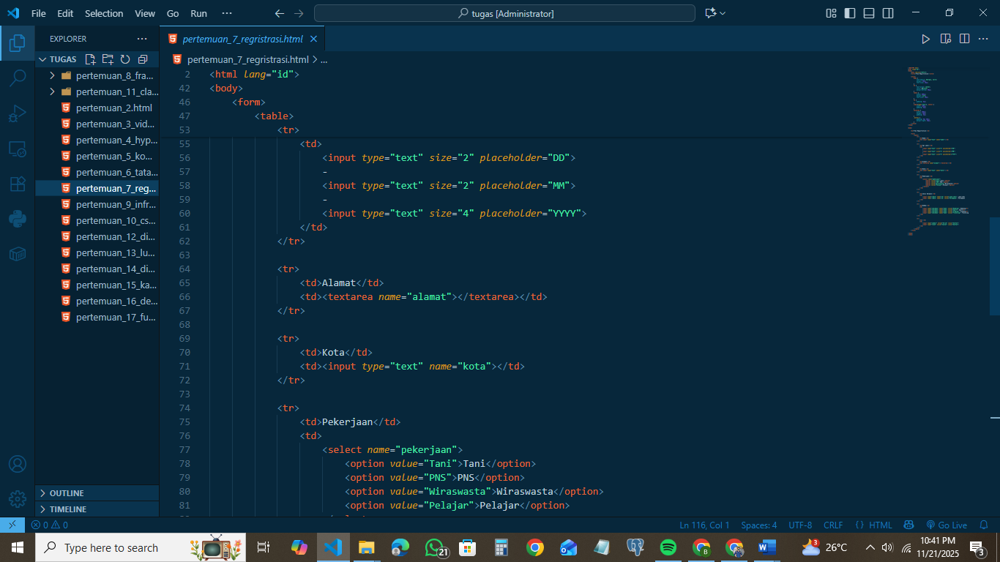 File Edit Selection View Go Run ···
tugas [Administrator]
EXPLORER ···
TUGAS
pertemuan_8_fra...
pertemuan_11_cla...
pertemuan_2.html
pertemuan_3_vid...
pertemuan_4_hyp...
pertemuan_5_ko...
pertemuan_6_tata...
pertemuan_7_reg...
pertemuan_9_infr...
pertemuan_10_cs...
pertemuan_12_di...
pertemuan_13_lu...
pertemuan_14_di...
pertemuan_15_ka...
pertemuan_16_de...
pertemuan_17_fu...
OUTLINE
TIMELINE
pertemuan_7_regristrasi.html
pertemuan_7_regristrasi.html > ...
2 <html lang="id">
42 <body>
46 <form>
47 <table>
53 <tr>
55 <td>
56 <input type="text" size="2" placeholder="DD">
57 -
58 <input type="text" size="2" placeholder="MM">
59 -
60 <input type="text" size="4" placeholder="YYYY">
61 </td>
62 </tr>
63
64 <tr>
65 <td>Alamat</td>
66 <td><textarea name="alamat"></textarea></td>
67 </tr>
68
69 <tr>
70 <td>Kota</td>
71 <td><input type="text" name="kota"></td>
72 </tr>
73
74 <tr>
75 <td>Pekerjaan</td>
76 <td>
77 <select name="pekerjaan">
78 <option value="Tani">Tani</option>
79 <option value="PNS">PNS</option>
80 <option value="Wiraswasta">Wiraswasta</option>
81 <option value="Pelajar">Pelajar</option>
0 0
Ln 116, Col 1 Spaces: 4 UTF-8 CRLF { } HTML Go Live
Type here to search
21
3 26°C
10:41 PM
11/21/2025
3